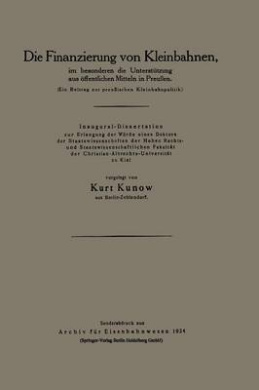 Die Finanzierung von Kleinbahnen,
im besonderen die Unterstützung
aus öffentlichen Mitteln in Preußen.
(Ein Beitrag zur preußischen Kleinbahnpolitik)
Inaugural-Dissertation
zur Erlangung der Würde eines Doktors
der Staatswissenschaften der Hohen Rechts-
und Staatswissenschaftlichen Fakultät
der Christian-Albrechts-Universität
zu Kiel
vorgelegt von
Kurt Kunow
aus Berlin-Zehlendorf.
Sonderabdruck aus
Archiv für Eisenbahnwesen 1934
(Springer-Verlag Berlin Heidelberg GmbH)